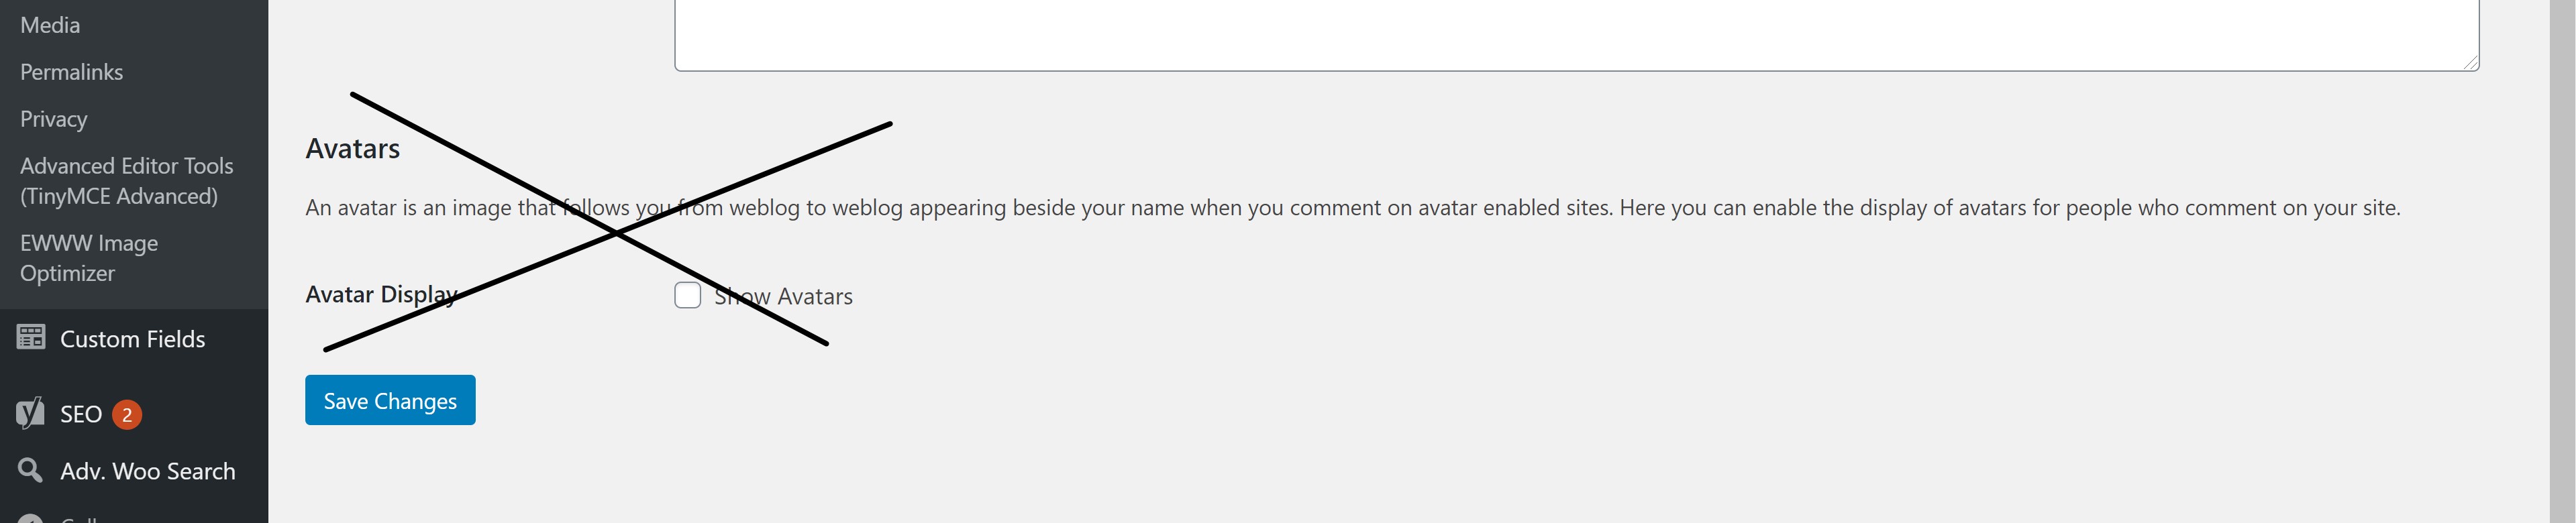 Media
Permalinks
Privacy
Advanced Editor Tools
(TinyMCE Advanced)
EWWW Image
Optimizer
Custom Fields
SEO 2
Adv. Woo Search
Avatars
An avatar is an image that follows you from weblog to weblog appearing beside your name when you comment on avatar enabled sites. Here you can enable the display of avatars for people who comment on your site.
Avatar Display
Show Avatars
Save Changes